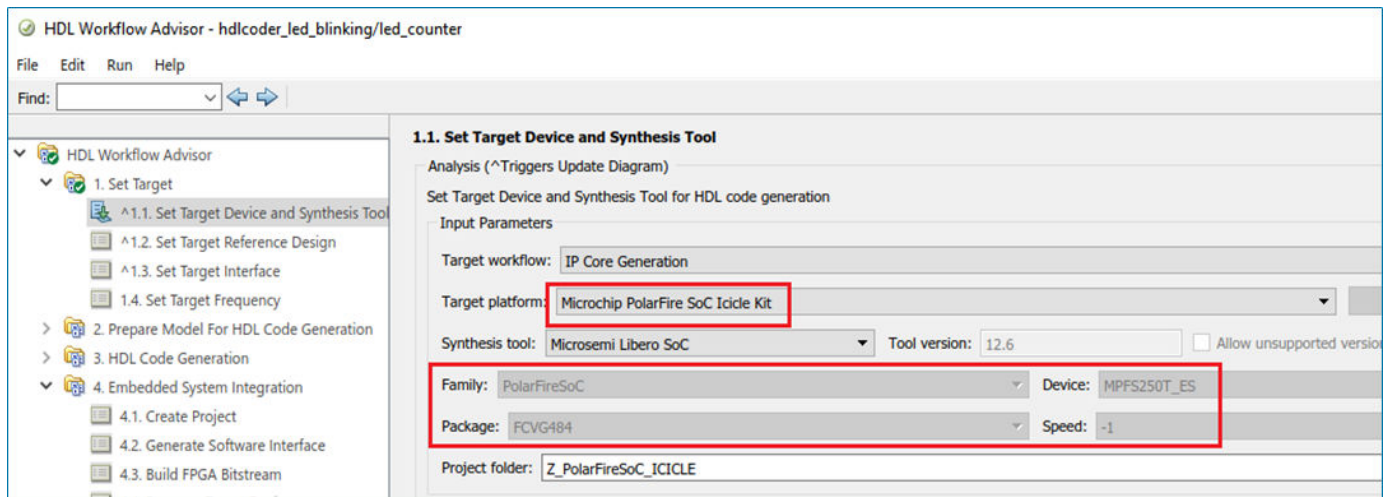 HDL Workflow Advisor - hdlcoder_led_blinking/led_counter
File Edit Run Help
Find:
HDL Workflow Advisor
1. Set Target
^1.1. Set Target Device and Synthesis Tool
^1.2. Set Target Reference Design
^1.3. Set Target Interface
1.4. Set Target Frequency
2. Prepare Model For HDL Code Generation
3. HDL Code Generation
4. Embedded System Integration
4.1. Create Project
4.2. Generate Software Interface
4.3. Build FPGA Bitstream
1.1. Set Target Device and Synthesis Tool
Analysis (^Triggers Update Diagram)
Set Target Device and Synthesis Tool for HDL code generation
Input Parameters
Target workflow: IP Core Generation
Target platform: Microchip PolarFire SoC Icicle Kit
Synthesis tool: Microsemi Libero SoC Tool version: 12.6 Allow unsupported version
Family: PolarFireSoC Device: MPFS250T_ES
Package: FCVG484 Speed: -1
Project folder: Z_PolarFireSoC_ICICLE